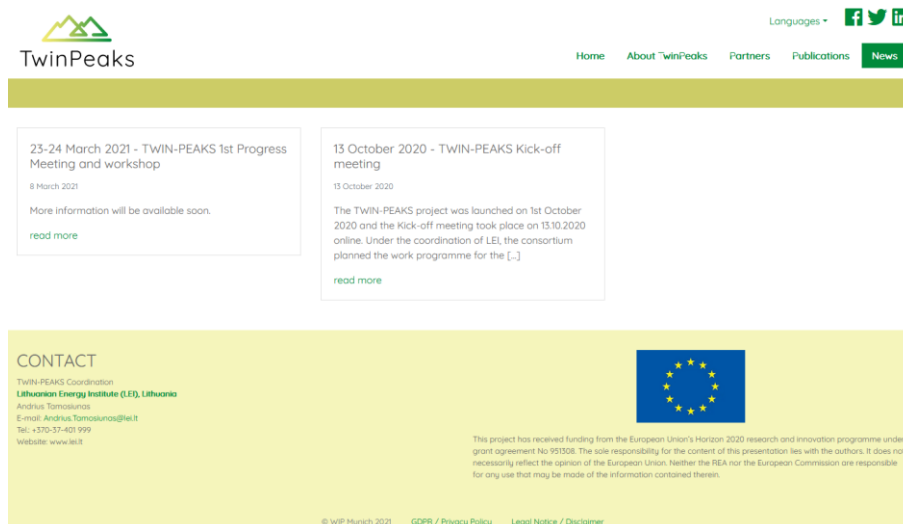 Languages
TwinPeaks
Home About TwinPeaks Partners Publications News
23-24 March 2021 - TWIN-PEAKS 1st Progress
Meeting and workshop
8 March 2021
More information will be available soon.
read more
13 October 2020 - TWIN-PEAKS Kick-off
meeting
13 October 2020
The TWIN-PEAKS project was launched on 1st October
2020 and the Kick-off meeting took place on 13.10.2020
online. Under the coordination of LEI, the consortium
planned the work programme for the [...]
read more
CONTACT
TWIN-PEAKS Coordination
Lithuanian Energy Institute (LEI), Lithuania
Andrius Tamosiunas
E-mail: Andrius.Tamosiunas@lei.lt
Tel.: +370-37-401 999
Website: www.lei.lt
This project has received funding from the European Union's Horizon 2020 research and innovation programme under
grant agreement No 951308. The sole responsibility for the content of this presentation lies with the authors. It does not
necessarily reflect the opinion of the European Union. Neither the REA nor the European Commission are responsible
for any use that may be made of the information contained therein.
© WIP Munich 2021 GDPR / Privacy Policy Legal Notice / Disclaimer